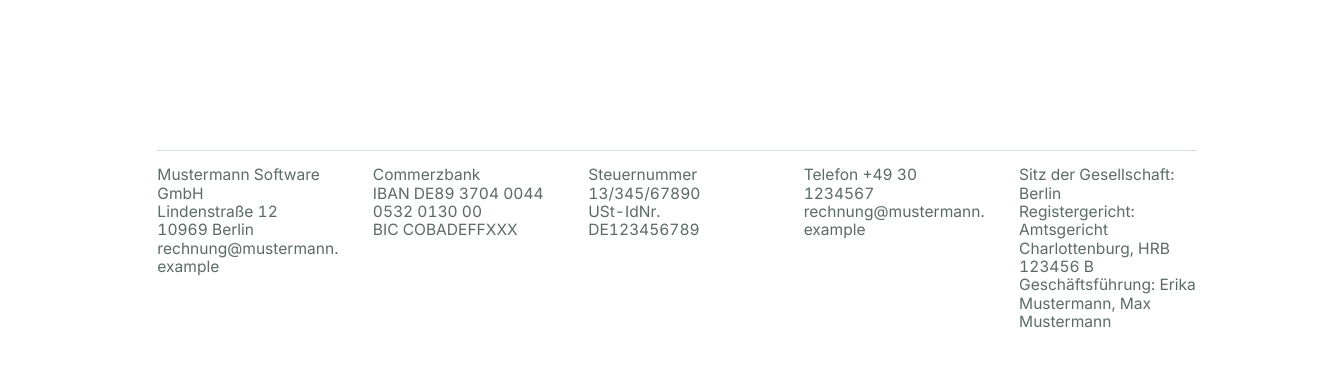 Mustermann Software
GmbH
Lindenstraße 12
10969 Berlin
rechnung@mustermann.
example
Commerzbank
IBAN DE89 3704 0044
0532 0130 00
BIC COBADEFFXXX
Steuernummer
13/345/67890
USt-IdNr.
DE123456789
Telefon +49 30
1234567
rechnung@mustermann.
example
Sitz der Gesellschaft:
Berlin
Registergericht:
Amtsgericht
Charlottenburg, HRB
123456 B
Geschäftsführung: Erika
Mustermann, Max
Mustermann